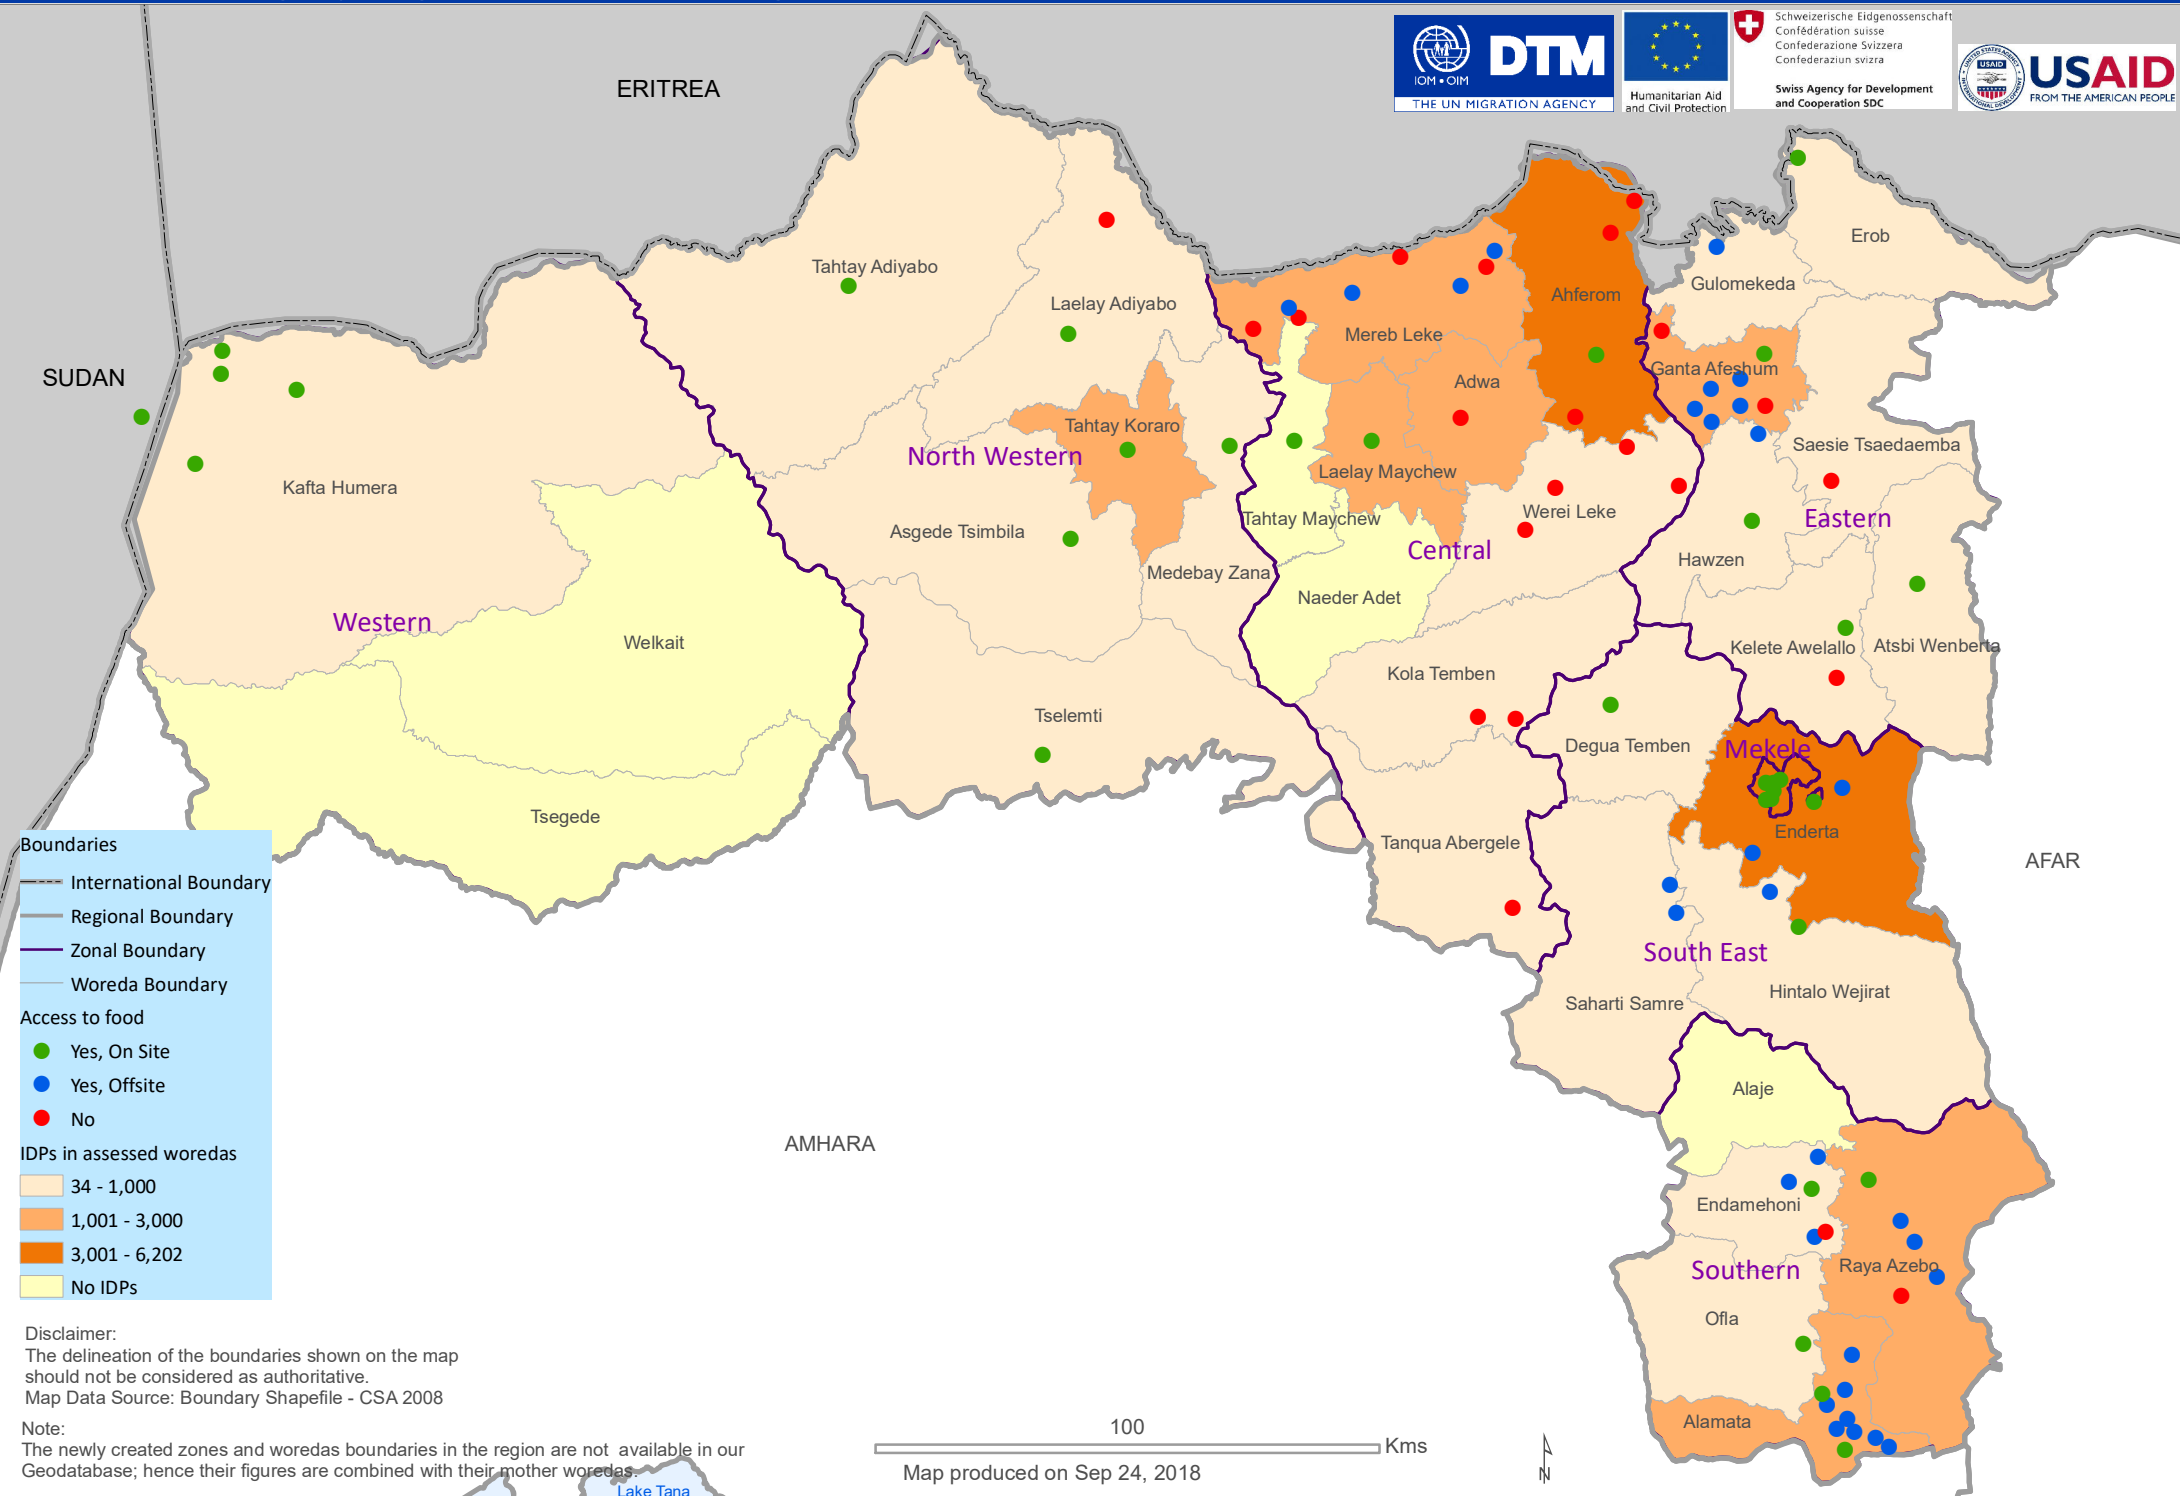 IOM • OIM
DTM
THE UN MIGRATION AGENCY
Humanitarian Aid
and Civil Protection
Schweizerische Eidgenossenschaft
Confédération suisse
Confederazione Svizzera
Confederaziun svizra
Swiss Agency for Development
and Cooperation SDC
USAID
USAID
FROM THE AMERICAN PEOPLE
ERITREA
SUDAN
AFAR
AMHARA
Tahtay Adiyabo
Laelay Adiyabo
Erob
Gulomekeda
Ahferom
Mereb Leke
Adwa
Ganta Afeshum
Tahtay Koraro
North Western
Laelay Maychew
Saesie Tsaedaemba
Kafta Humera
Asgede Tsimbila
Tahtay Maychew
Werei Leke
Eastern
Central
Hawzen
Medebay Zana
Naeder Adet
Western
Welkait
Kola Temben
Kelete Awelallo
Atsbi Wenberta
Tselemti
Degua Temben
Mekele
Tsegede
Tanqua Abergele
Enderta
South East
Saharti Samre
Hintalo Wejirat
Alaje
Endamehoni
Southern
Raya Azebo
Ofla
Alamata
Boundaries
International Boundary
Regional Boundary
Zonal Boundary
Woreda Boundary
Access to food
Yes, On Site
Yes, Offsite
No
IDPs in assessed woredas
34 - 1,000
1,001 - 3,000
3,001 - 6,202
No IDPs
Disclaimer:
The delineation of the boundaries shown on the map
should not be considered as authoritative.
Map Data Source: Boundary Shapefile - CSA 2008
Note:
The newly created zones and woredas boundaries in the region are not available in our
Geodatabase; hence their figures are combined with their mother woredas.
Lake Tana
100
Kms
Map produced on Sep 24, 2018
N